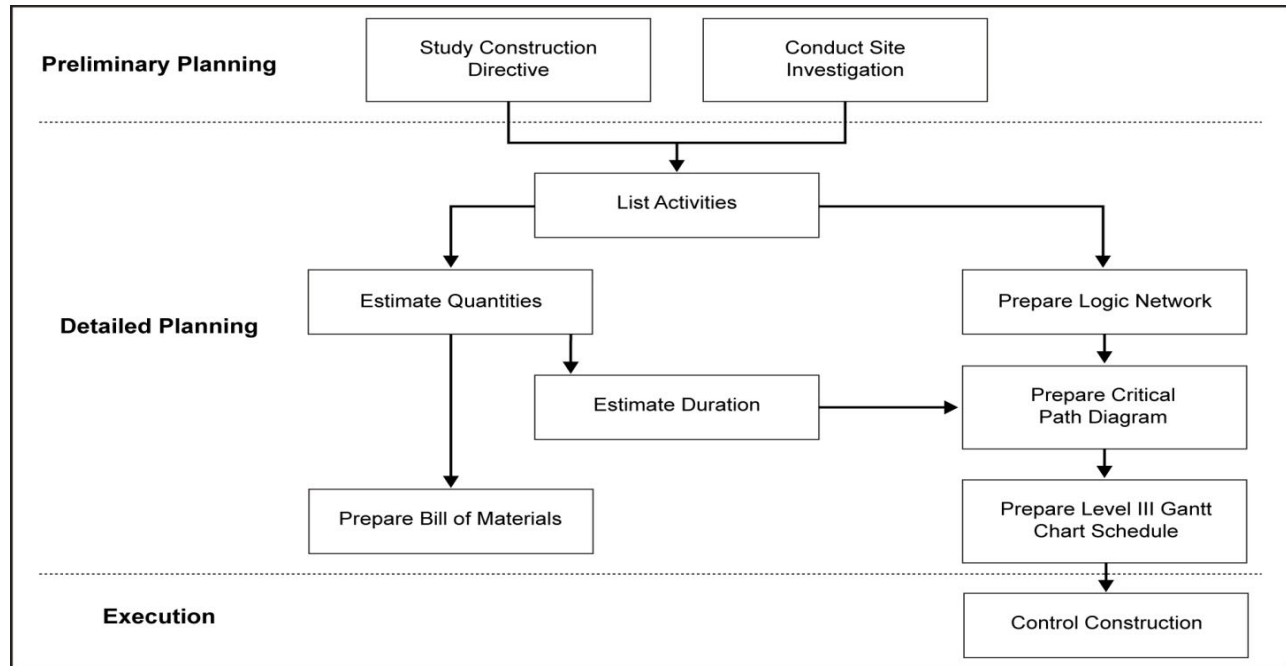 Preliminary Planning
Study Construction
Directive
Conduct Site
Investigation
List Activities
Detailed Planning
Estimate Quantities
Prepare Logic Network
Estimate Duration
Prepare Critical
Path Diagram
Prepare Bill of Materials
Prepare Level III Gantt
Chart Schedule
Execution
Control Construction